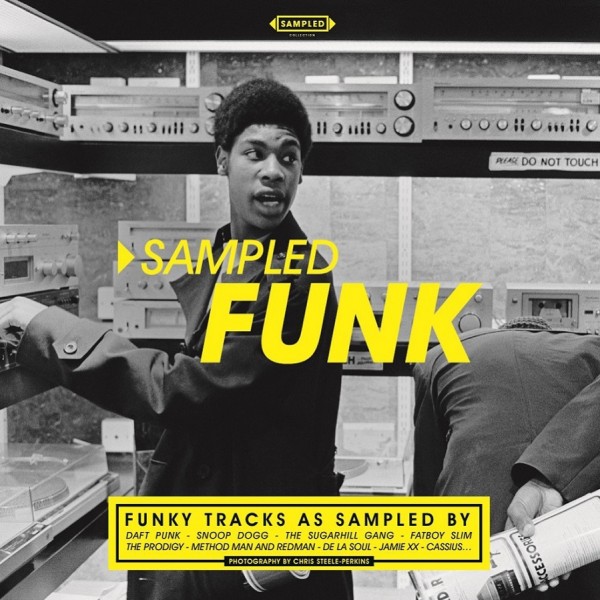 SAMPLED
COLLECTION
PLEASE DO NOT TOUCH
SAMPLED
FUNK
FUNKY TRACKS AS SAMPLED BY
DAFT PUNK - SNOOP DOGG - THE SUGARHILL GANG - FATBOY SLIM
THE PRODIGY - METHOD MAN AND REDMAN - DE LA SOUL - JAMIE XX - CASSIUS...
PHOTOGRAPHY BY CHRIS STEELE-PERKINS